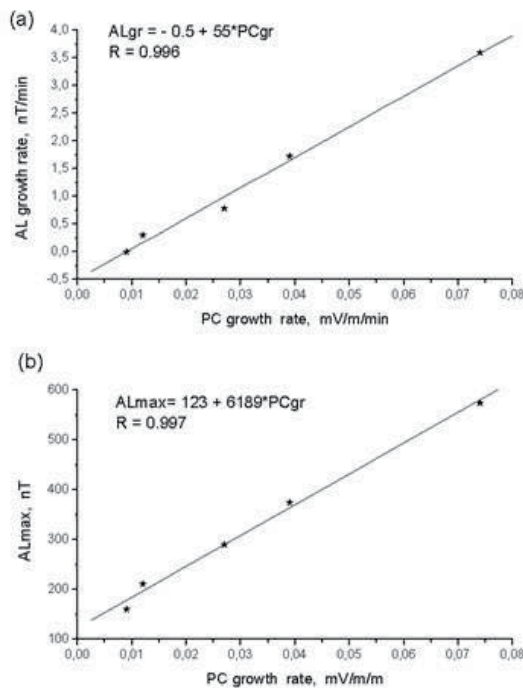 (a)
ALgr = - 0.5 + 55*PCgr
R = 0.996
AL growth rate, nT/min
4,0
3,5
3,0
2,5
2,0
1,5
1,0
0,5
0,0
-0,5
0,00 0,01 0,02 0,03 0,04 0,05 0,06 0,07 0,08
PC growth rate, mV/m/min
(b)
ALmax= 123 + 6189*PCgr
R = 0.997
ALmax, nT
600
500
400
300
200
100
0,00 0,01 0,02 0,03 0,04 0,05 0,06 0,07 0,08
PC growth rate, mV/m/m